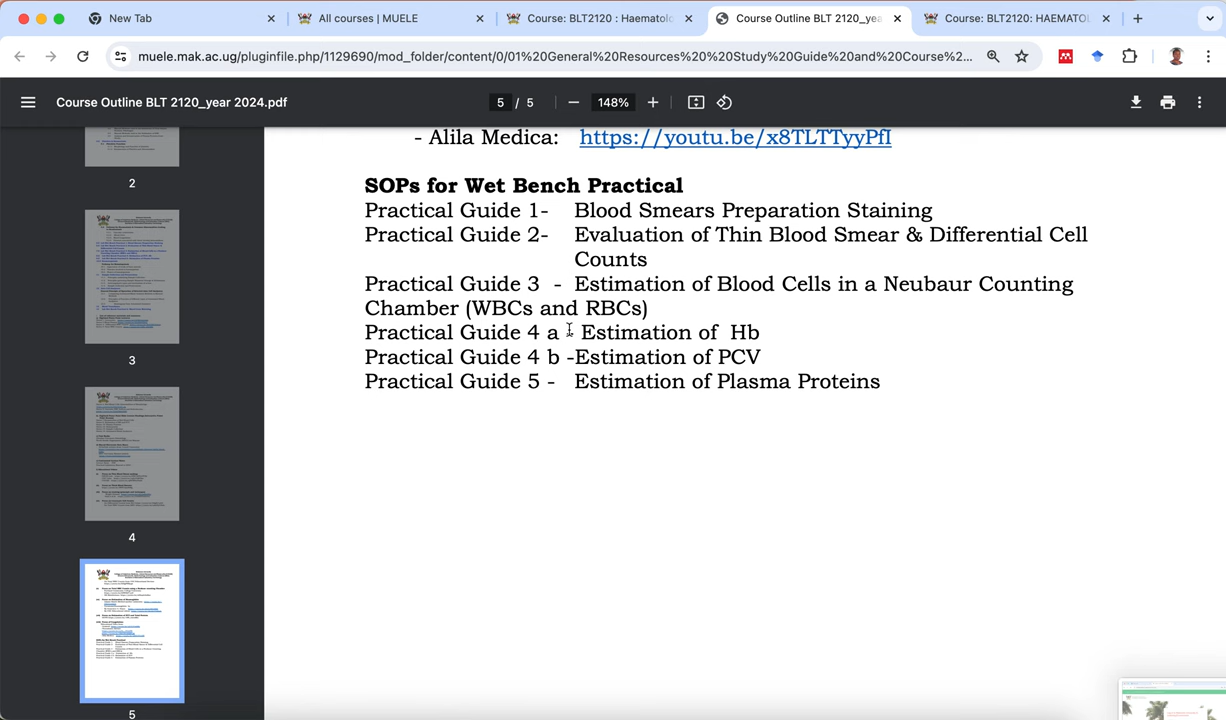 New Tab
All courses | MUELE
Course: BLT2120 : Haematolo
Course Outline BLT 2120_yea
Course: BLT2120: HAEMATOL
muele.mak.ac.ug/pluginfile.php/1129690/mod_folder/content/0/01%20General%20Resources%20%20Study%20Guide%20and%20Course%2...
Course Outline BLT 2120_year 2024.pdf
5 / 5
148%
- Alila Medica: https://youtu.be/x8TLTTyyPfI
SOPs for Wet Bench Practical
Practical Guide 1- Blood Smears Preparation Staining
Practical Guide 2- Evaluation of Thin Blood Smear & Differential Cell
Counts
Practical Guide 3 - Estimation of Blood Cells in a Neubaur Counting
Chamber (WBCs and RBCs)
Practical Guide 4 a - Estimation of Hb
Practical Guide 4 b -Estimation of PCV
Practical Guide 5 - Estimation of Plasma Proteins
2
3
4
5